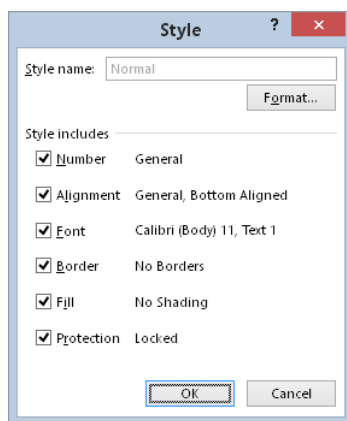 Style ? ×
Style name: Normal
Format...
Style includes
Number General
Alignment General, Bottom Aligned
Font Calibri (Body) 11, Text 1
Border No Borders
Fill No Shading
Protection Locked
OK Cancel